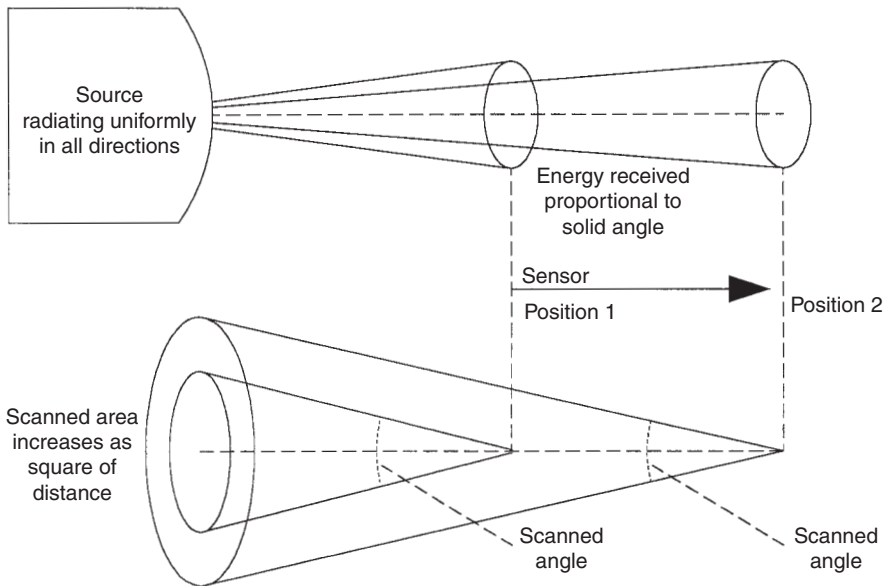 Source
radiating uniformly
in all directions
Energy received
proportional to
solid angle
Sensor
Position 1
Position 2
Scanned area
increases as
square of
distance
Scanned
angle
Scanned
angle